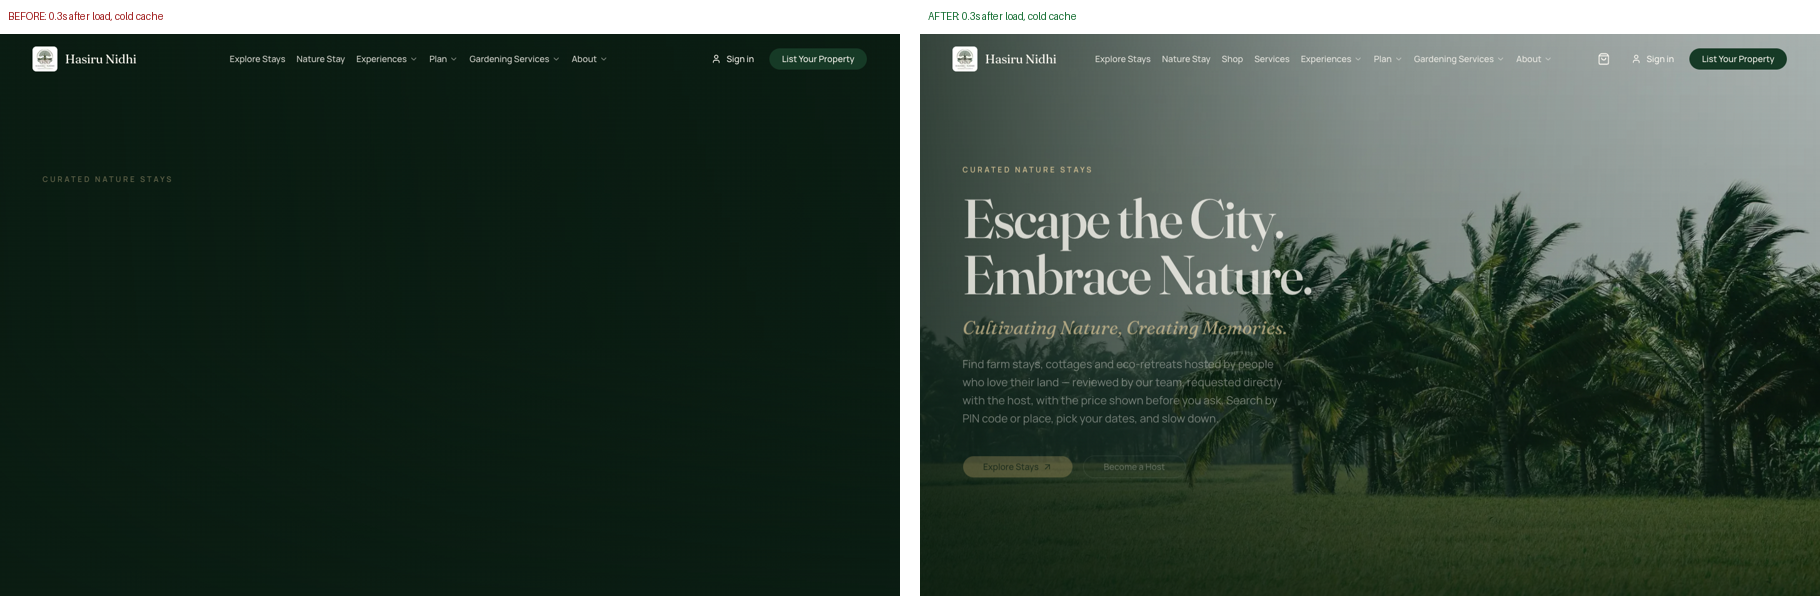 BEFORE: 0.3s after load, cold cache
Hasiru Nidhi
Explore Stays Nature Stay Experiences Plan Gardening Services About Sign in List Your Property
CURATED NATURE STAYS
AFTER: 0.3s after load, cold cache
Hasiru Nidhi
Explore Stays Nature Stay Shop Services Experiences Plan Gardening Services About Sign in List Your Property
CURATED NATURE STAYS
Escape the City.
Embrace Nature.
Cultivating Nature, Creating Memories.
Find farm stays, cottages and eco-retreats hosted by people
who love their land — reviewed by our team, requested directly
with the host, with the price shown before you ask. Search by
PIN code or place, pick your dates, and slow down.
Explore Stays Become a Host